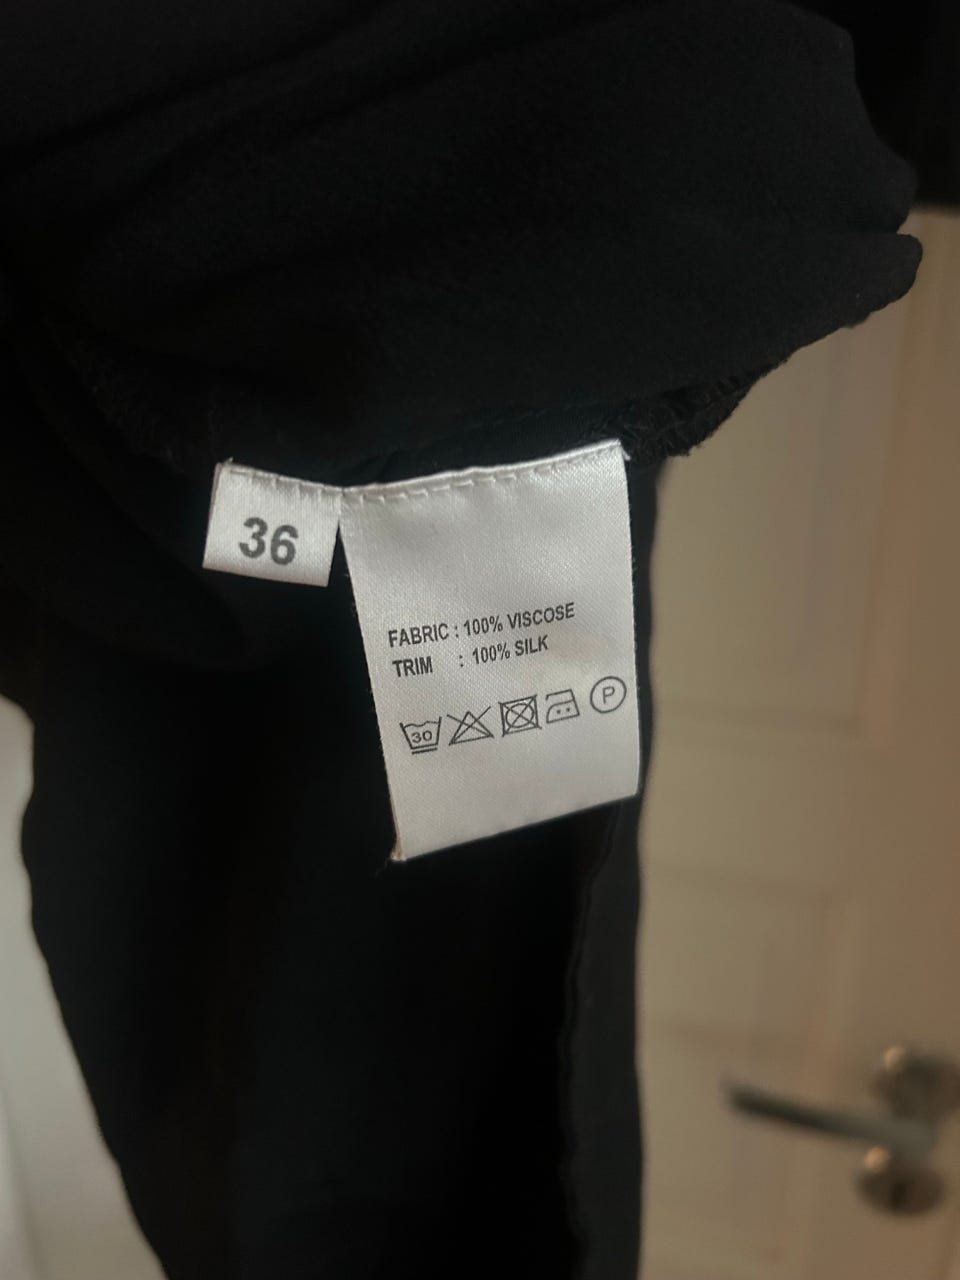 36
FABRIC : 100% VISCOSE
TRIM : 100% SILK
30 P